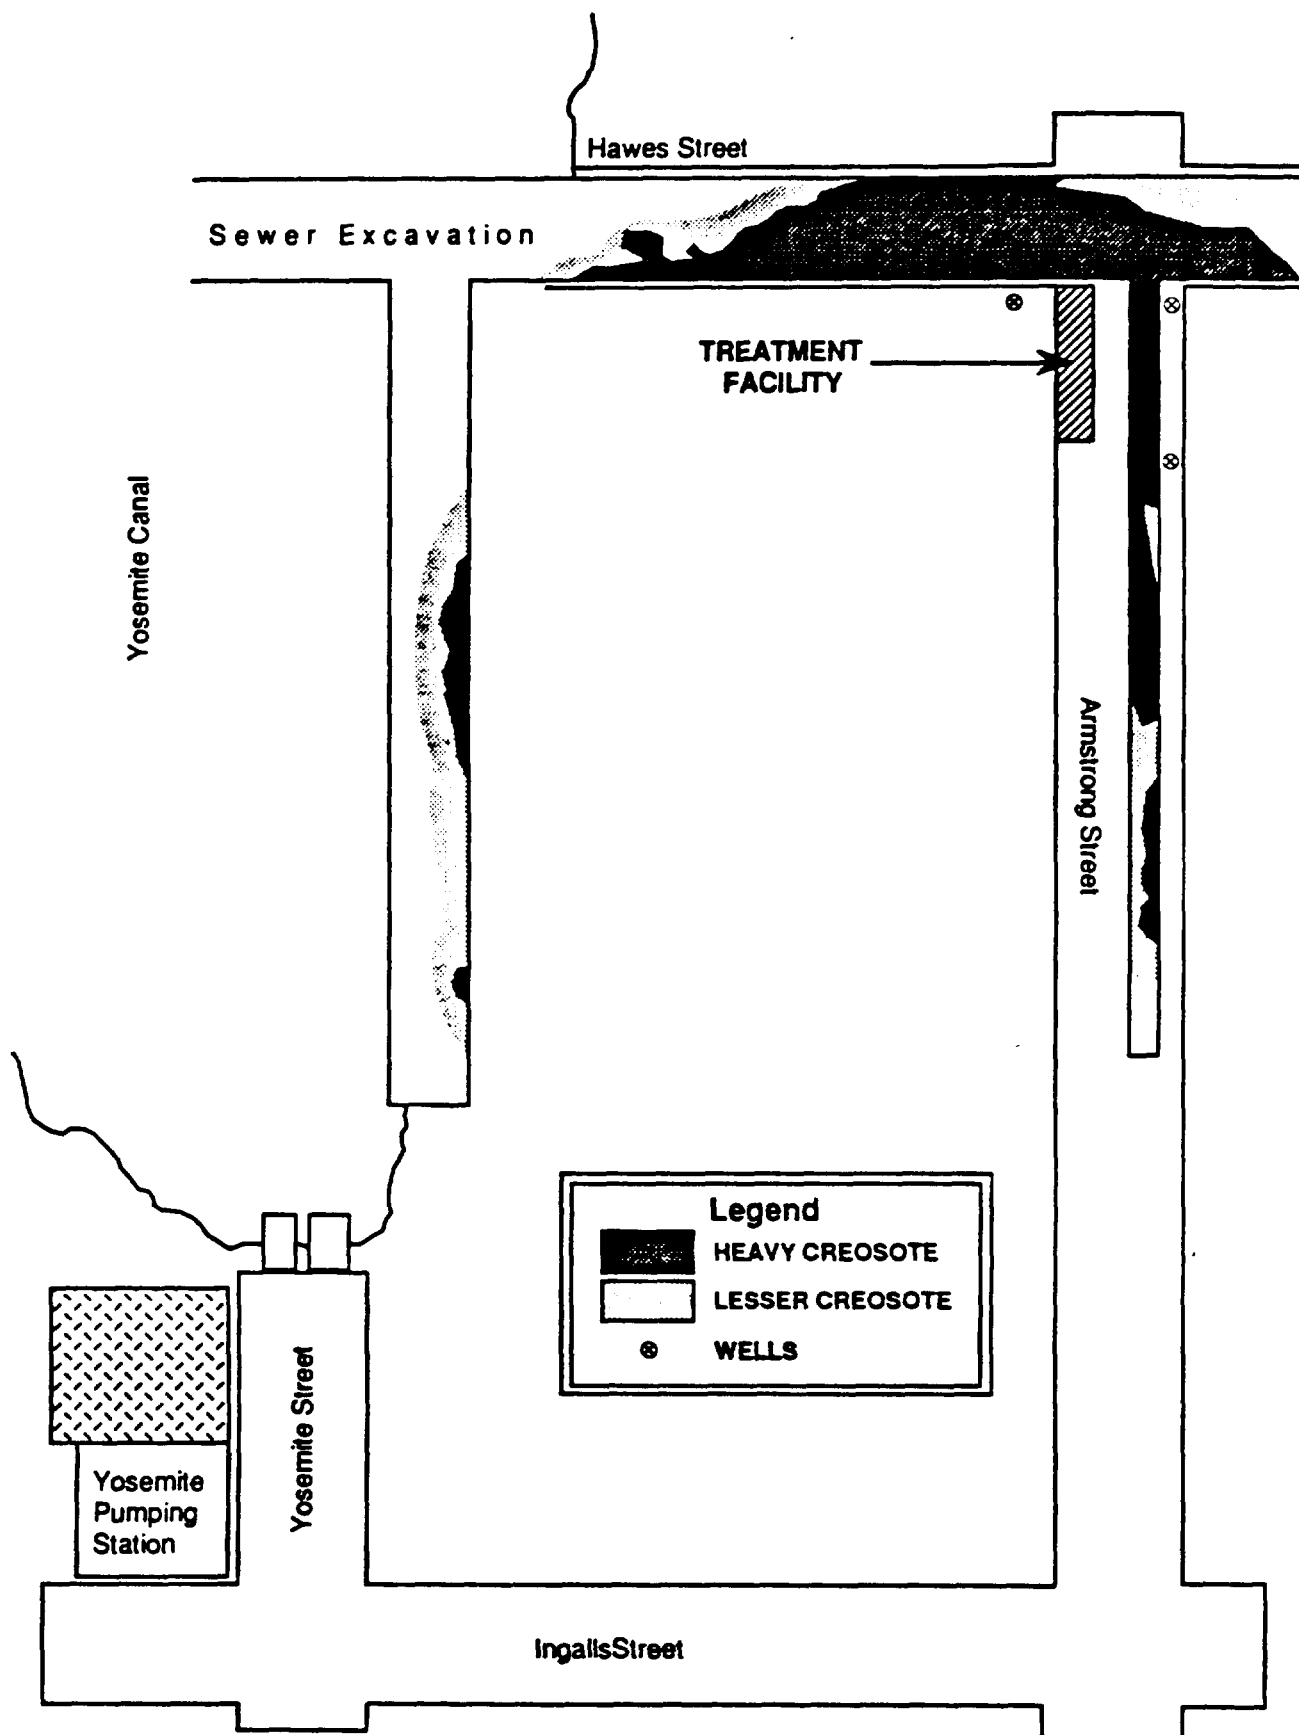 Hawes Street
Sewer Excavation
TREATMENT
FACILITY
Yosemite Canal
Armstrong Street
Legend
HEAVY CREOSOTE
LESSER CREOSOTE
WELLS
Yosemite Street
Yosemite
Pumping
Station
IngallsStreet